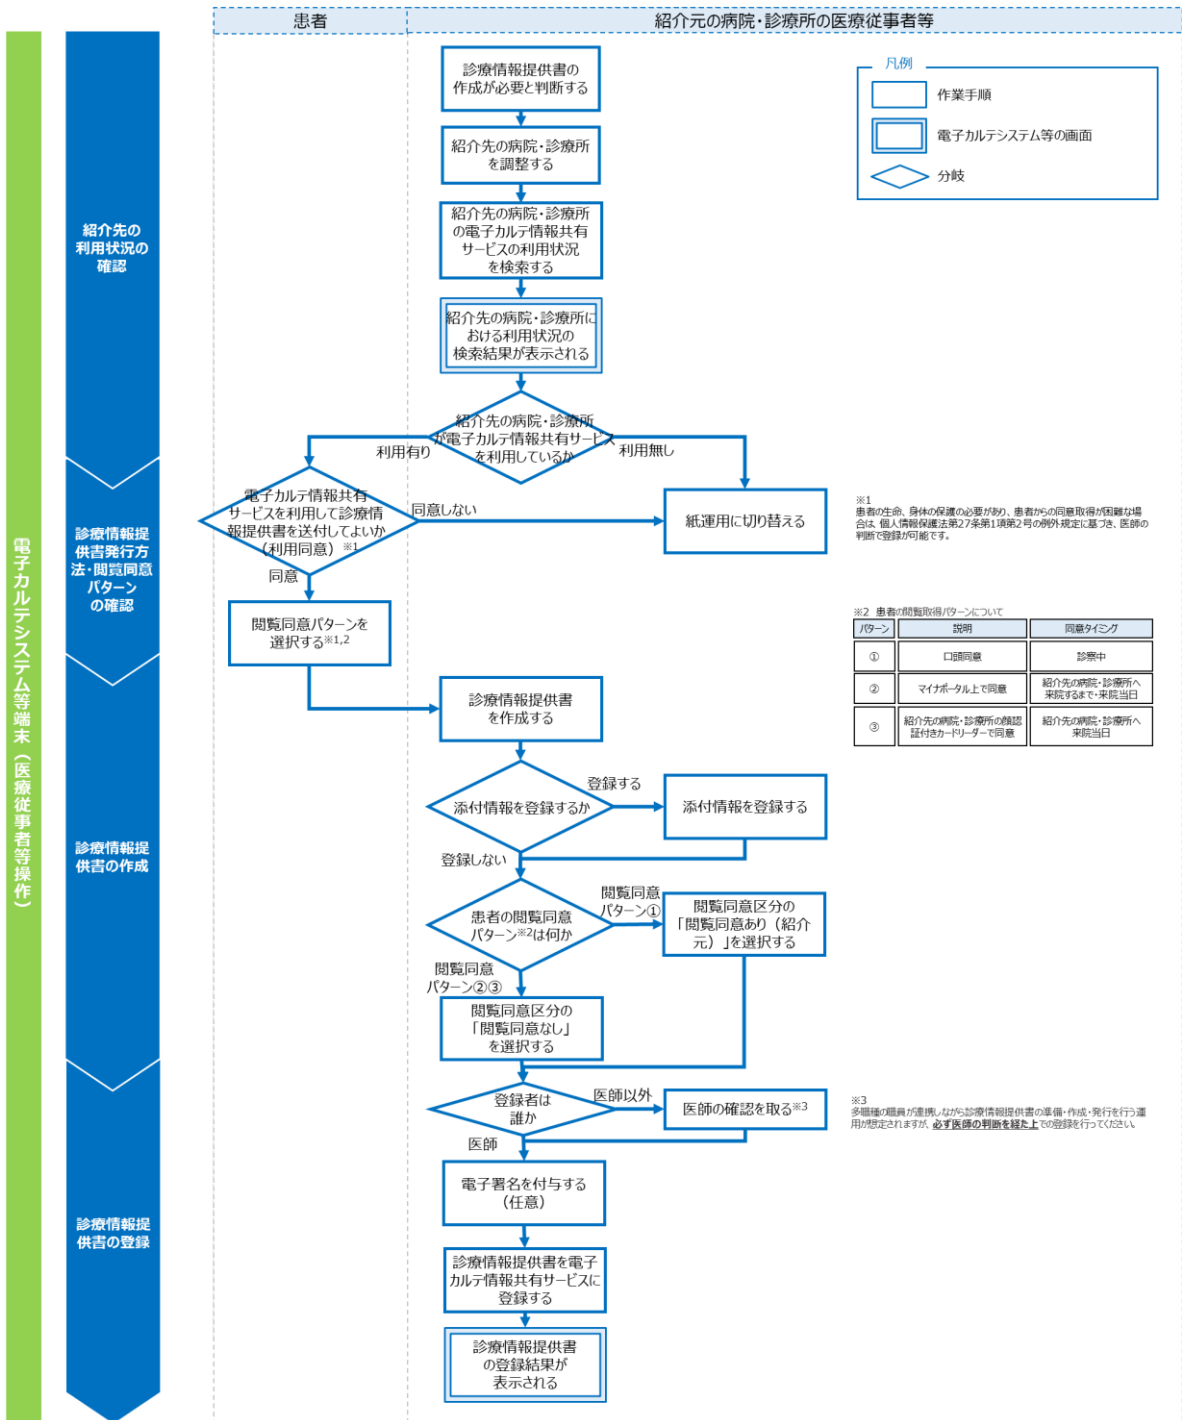 患者
紹介元の病院・診療所の医療従事者等
電子カルテシステム等端末（医療従事者等操作）
紹介先の
利用状況の
確認
診療情報提供書の
作成が必要と判断する
紹介先の病院・診療所
を調整する
紹介先の病院・診療所
の電子カルテ情報共有
サービスの利用状況
を検索する
紹介先の病院・診療所に
おける利用状況の
検索結果が表示される
紹介先の病院・診療所
が電子カルテ情報共有サービス
を利用しているか
利用有り
利用無し
凡例
作業手順
電子カルテシステム等の画面
分岐
診療情報提
供書発行方
法・閲覧同意
パターン
の確認
電子カルテ情報共有
サービスを利用して診療情
報提供書を送付してよいか
（利用同意）※1
同意しない
紙運用に切り替える
同意
閲覧同意パターンを
選択する※1,2
※1
患者の生命、身体の保護の必要があり、患者からの同意取得が困難な場
合は、個人情報保護法第27条第1項第2号の例外規定に基づき、医師の
判断で登録が可能です。
※2 患者の閲覧取得パターンについて
パターン 説明 同意タイミング
① 口頭同意 診察中
② マイナポータル上で同意 紹介先の病院・診療所へ
来院するまで・来院当日
③ 紹介先の病院・診療所の顔認
証付きカードリーダーで同意 紹介先の病院・診療所へ
来院当日
診療情報提
供書の作成
診療情報提供書
を作成する
添付情報を登録するか
登録する
添付情報を登録する
登録しない
患者の閲覧同意
パターン※2は何か
閲覧同意
パターン①
閲覧同意区分の
「閲覧同意あり（紹介
元）」を選択する
閲覧同意
パターン②③
閲覧同意区分の
「閲覧同意なし」
を選択する
診療情報提
供書の登録
登録者は
誰か
医師以外
医師の確認を取る※3
医師
※3
多職種の職員が連携しながら診療情報提供書の準備・作成・発行を行う運
用が想定されますが、必ず医師の判断を経た上での登録を行ってください。
電子署名を付与する
（任意）
診療情報提供書を電子
カルテ情報共有サービスに
登録する
診療情報提供書
の登録結果が
表示される